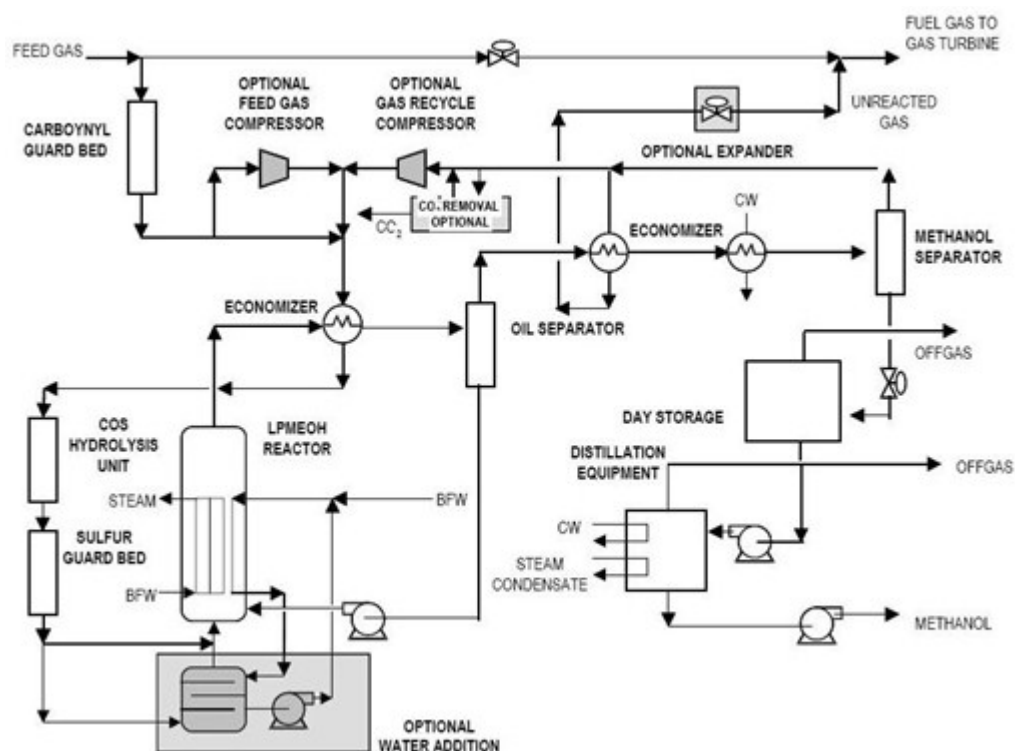 FUEL GAS TO
GAS TURBINE
FEED GAS
OPTIONAL
FEED GAS
COMPRESSOR
OPTIONAL
GAS RECYCLE
COMPRESSOR
UNREACTED
GAS
CARBOYNYL
GUARD BED
OPTIONAL EXPANDER
CO₂ REMOVAL
OPTIONAL
CC₂
CW
ECONOMIZER
METHANOL
SEPARATOR
ECONOMIZER
OIL SEPARATOR
OFFGAS
COS
HYDROLYSIS
UNIT
LPMEOH
REACTOR
DAY STORAGE
DISTILLATION
EQUIPMENT
OFFGAS
STEAM
BFW
SULFUR
GUARD BED
CW
STEAM
CONDENSATE
BFW
METHANOL
OPTIONAL
WATER ADDITION